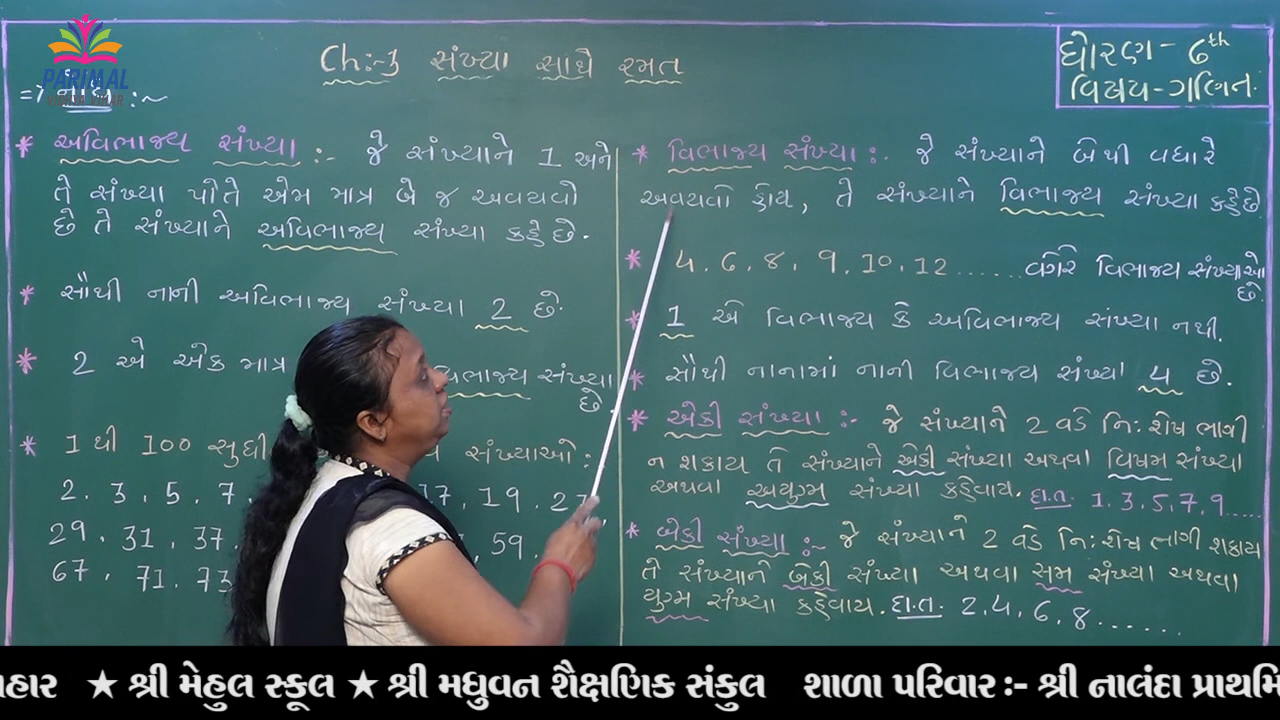 Ch:-3 સંખ્યા સાથે રમત
ધોરણ - ૬th
વિષય - ગણિત.
PARIMAL
=> નોંધ :~
* અવિભાજ્ય સંખ્યા :- જે સંખ્યાને 1 અને
તે સંખ્યા પોતે એમ માત્ર બે જ અવયવો
છે તે સંખ્યાને અવિભાજ્ય સંખ્યા કહે છે.
* સૌથી નાની અવિભાજ્ય સંખ્યા 2 છે.
* 2 એ એક માત્ર વિભાજ્ય સંખ્યા
છે.
* 1 થી 100 સુધી સંખ્યાઓ :
2. 3. 5. 7. 17, 19. 23,
29. 31. 37. 59.
67. 71. 73
* વિભાજ્ય સંખ્યા :- જે સંખ્યાને બેથી વધારે
અવયવો હોય, તે સંખ્યાને વિભાજ્ય સંખ્યા કહે છે.
* 4. 6. 8. 9. 10. 12 ...... વગેરે વિભાજ્ય સંખ્યાઓ
છે.
* 1 એ વિભાજ્ય કે અવિભાજ્ય સંખ્યા નથી.
* સૌથી નાનામાં નાની વિભાજ્ય સંખ્યા 4 છે.
* એકી સંખ્યા :- જે સંખ્યાને 2 વડે નિ:શેષ ભાગી
ન શકાય તે સંખ્યાને એકી સંખ્યા અથવા વિષમ સંખ્યા
અથવા અયુગ્મ સંખ્યા કહેવાય. દા.ત. 1. 3. 5. 7. 9......
* બેકી સંખ્યા :~ જે સંખ્યાને 2 વડે નિ:શેષ ભાગી શકાય
તે સંખ્યાને બેકી સંખ્યા અથવા સમ સંખ્યા અથવા
યુગ્મ સંખ્યા કહેવાય. દા.ત. 2. 4. 6. 8 ......
હાર ★ શ્રી મેહુલ સ્કૂલ ★ શ્રી મધુવન શૈક્ષણિક સંકુલ શાળા પરિવાર :- શ્રી નાલંદા પ્રાથમિ